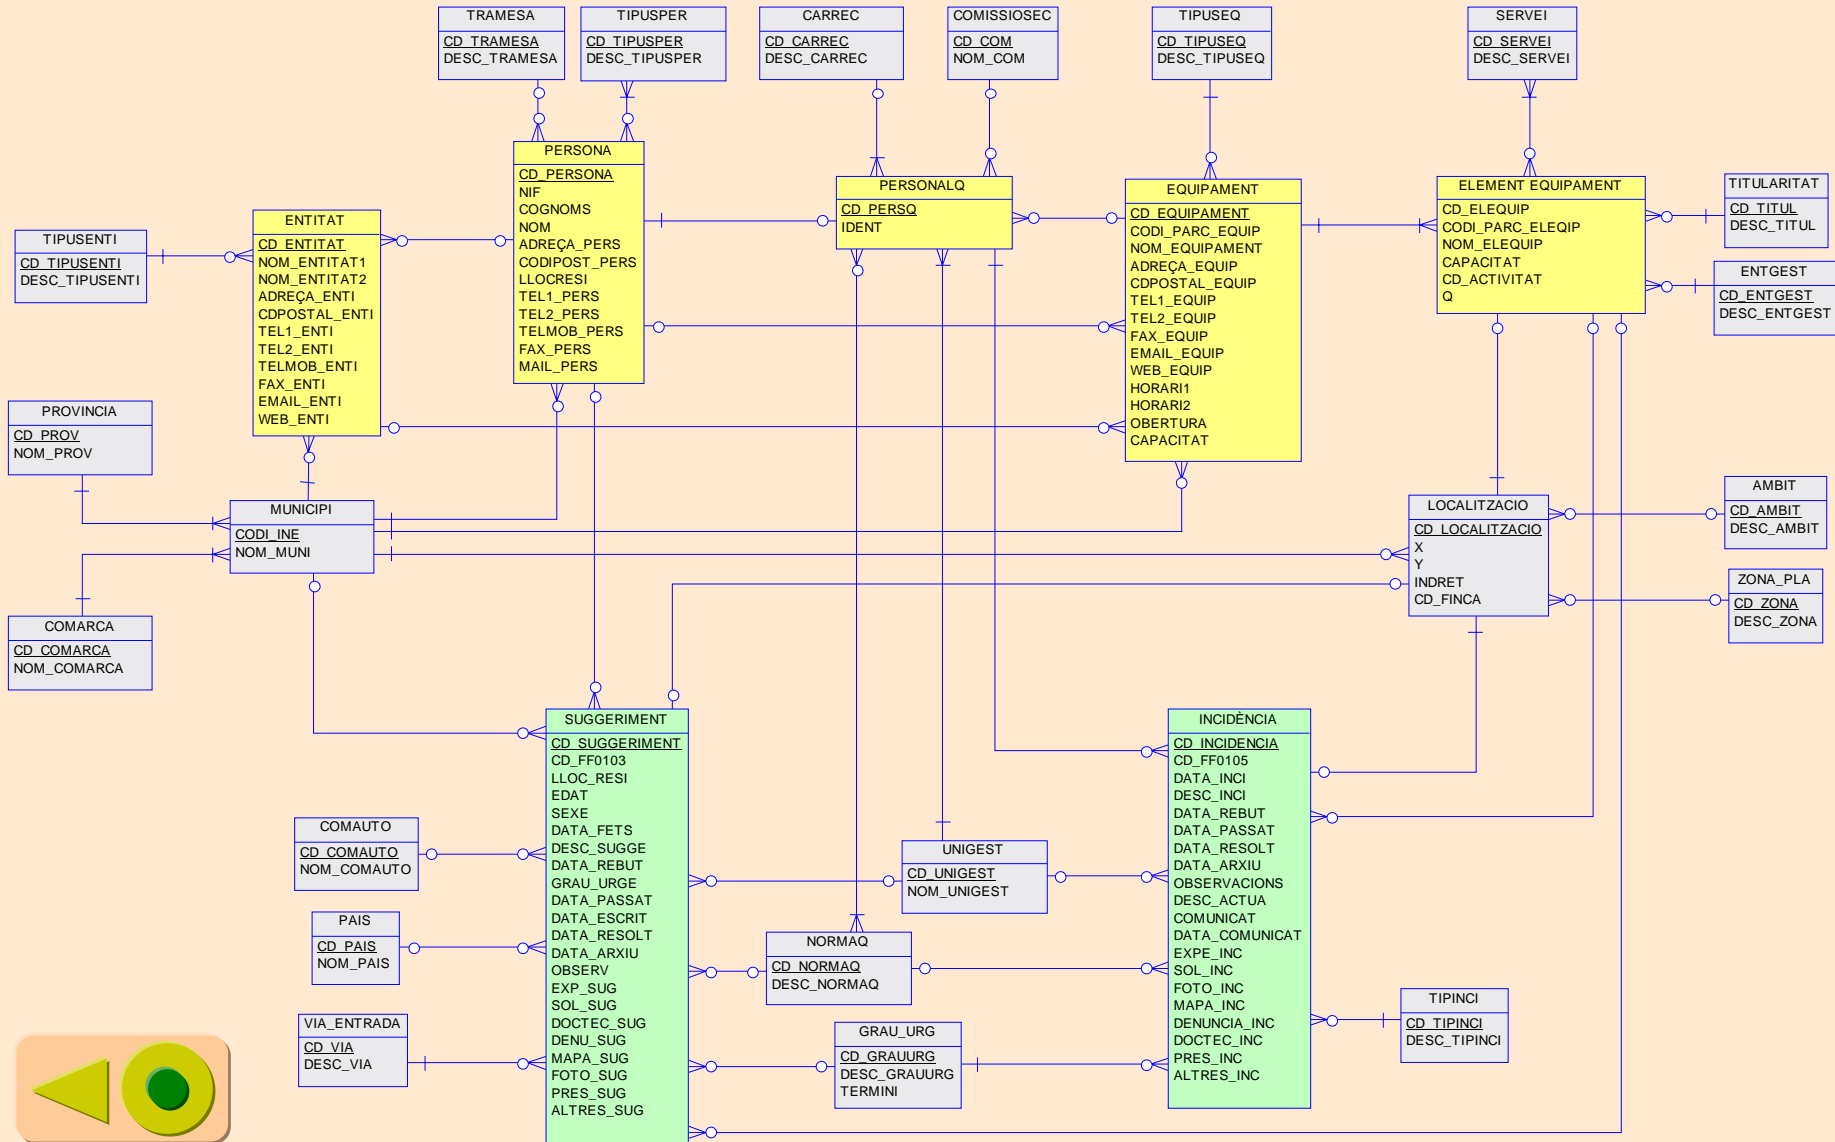 TRAMESA
CD_TRAMESA
DESC_TRAMESA
TIPUSPER
CD_TIPUSPER
DESC_TIPUSPER
CARREC
CD_CARREC
DESC_CARREC
COMISSIOSEC
CD_COM
NOM_COM
TIPUSEQ
CD_TIPUSEQ
DESC_TIPUSEQ
SERVEI
CD_SERVEI
DESC_SERVEI
TIPUSENTI
CD_TIPUSENTI
DESC_TIPUSENTI
ENTITAT
CD_ENTITAT
NOM_ENTITAT1
NOM_ENTITAT2
ADREÇA_ENTI
CDPOSTAL_ENTI
TEL1_ENTI
TEL2_ENTI
TELMOB_ENTI
FAX_ENTI
EMAIL_ENTI
WEB_ENTI
PERSONA
CD_PERSONA
NIF
COGNOMS
NOM
ADREÇA_PERS
CODIPOST_PERS
LLOCRESI
TEL1_PERS
TEL2_PERS
TELMOB_PERS
FAX_PERS
MAIL_PERS
PERSONALQ
CD_PERSQ
IDENT
EQUIPAMENT
CD_EQUIPAMENT
CODI_PARC_EQUIP
NOM_EQUIPAMENT
ADREÇA_EQUIP
CDPOSTAL_EQUIP
TEL1_EQUIP
TEL2_EQUIP
FAX_EQUIP
EMAIL_EQUIP
WEB_EQUIP
HORARI1
HORARI2
OBERTURA
CAPACITAT
ELEMENT EQUIPAMENT
CD_ELEQUIP
CODI_PARC_ELEQIP
NOM_ELEQUIP
CAPACITAT
CD_ACTIVITAT
Q
TITULARITAT
CD_TITUL
DESC_TITUL
ENTGEST
CD_ENTGEST
DESC_ENTGEST
PROVINCIA
CD_PROV
NOM_PROV
MUNICIPI
CODI_INE
NOM_MUNI
COMARCA
CD_COMARCA
NOM_COMARCA
LOCALITZACIO
CD_LOCALITZACIO
X
Y
INDRET
CD_FINCA
AMBIT
CD_AMBIT
DESC_AMBIT
ZONA_PLA
CD_ZONA
DESC_ZONA
SUGGERIMENT
CD_SUGGERIMENT
CD_FF0103
LLOC_RESI
EDAT
SEXE
DATA_FETS
DESC_SUGGE
DATA_REBUT
GRAU_URGE
DATA_PASSAT
DATA_ESCRIT
DATA_RESOLT
DATA_ARXIU
OBSERV
EXP_SUG
SOL_SUG
DOCTEC_SUG
DENU_SUG
MAPA_SUG
FOTO_SUG
PRES_SUG
ALTRES_SUG
INCIDÈNCIA
CD_INCIDENCIA
CD_FF0105
DATA_INCI
DESC_INCI
DATA_REBUT
DATA_PASSAT
DATA_RESOLT
DATA_ARXIU
OBSERVACIONS
DESC_ACTUA
COMUNICAT
DATA_COMUNICAT
EXPE_INC
SOL_INC
FOTO_INC
MAPA_INC
DENUNCIA_INC
DOCTEC_INC
PRES_INC
ALTRES_INC
COMAUTO
CD_COMAUTO
NOM_COMAUTO
PAIS
CD_PAIS
NOM_PAIS
VIA_ENTRADA
CD_VIA
DESC_VIA
UNIGEST
CD_UNIGEST
NOM_UNIGEST
NORMAQ
CD_NORMAQ
DESC_NORMAQ
GRAU_URG
CD_GRAUURG
DESC_GRAUURG
TERMINI
TIPINCI
CD_TIPINCI
DESC_TIPINCI